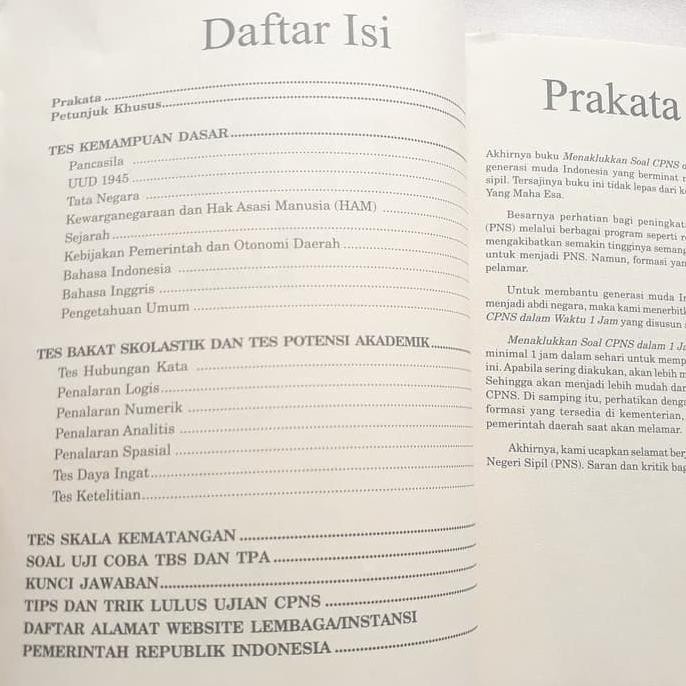 Daftar Isi
Prakata
Petunjuk Khusus
TES KEMAMPUAN DASAR
Pancasila
UUD 1945
Tata Negara
Kewarganegaraan dan Hak Asasi Manusia (HAM)
Sejarah
Kebijakan Pemerintah dan Otonomi Daerah
Bahasa Indonesia
Bahasa Inggris
Pengetahuan Umum
TES BAKAT SKOLASTIK DAN TES POTENSI AKADEMIK
Tes Hubungan Kata
Penalaran Logis
Penalaran Numerik
Penalaran Analitis
Penalaran Spasial
Tes Daya Ingat
Tes Ketelitian
TES SKALA KEMATANGAN
SOAL UJI COBA TBS DAN TPA
KUNCI JAWABAN
TIPS DAN TRIK LULUS UJIAN CPNS
DAFTAR ALAMAT WEBSITE LEMBAGA/INSTANSI
PEMERINTAH REPUBLIK INDONESIA
Prakata
Akhirnya buku Menaklukkan Soal CPNS
generasi muda Indonesia yang berminat
sipil. Tersajinya buku ini tidak lepas dari
Yang Maha Esa.
Besarnya perhatian bagi
(PNS) melalui berbagai program seperti
mengakibatkan semakin tingginya
untuk menjadi PNS. Namun, formasi
pelamar.
Untuk membantu generasi muda
menjadi abdi negara, maka kami
CPNS dalam Waktu 1 Jam yang disusun
Menaklukkan Soal CPNS dalam 1
minimal 1 jam dalam sehari untuk
ini. Apabila sering diakukan, akan lebih
Sehingga akan menjadi lebih mudah
CPNS. Di samping itu, perhatikan
formasi yang tersedia di kementerian,
pemerintah daerah saat akan melamar.
Akhirnya, kami ucapkan selamat
Negeri Sipil (PNS). Saran dan kritik